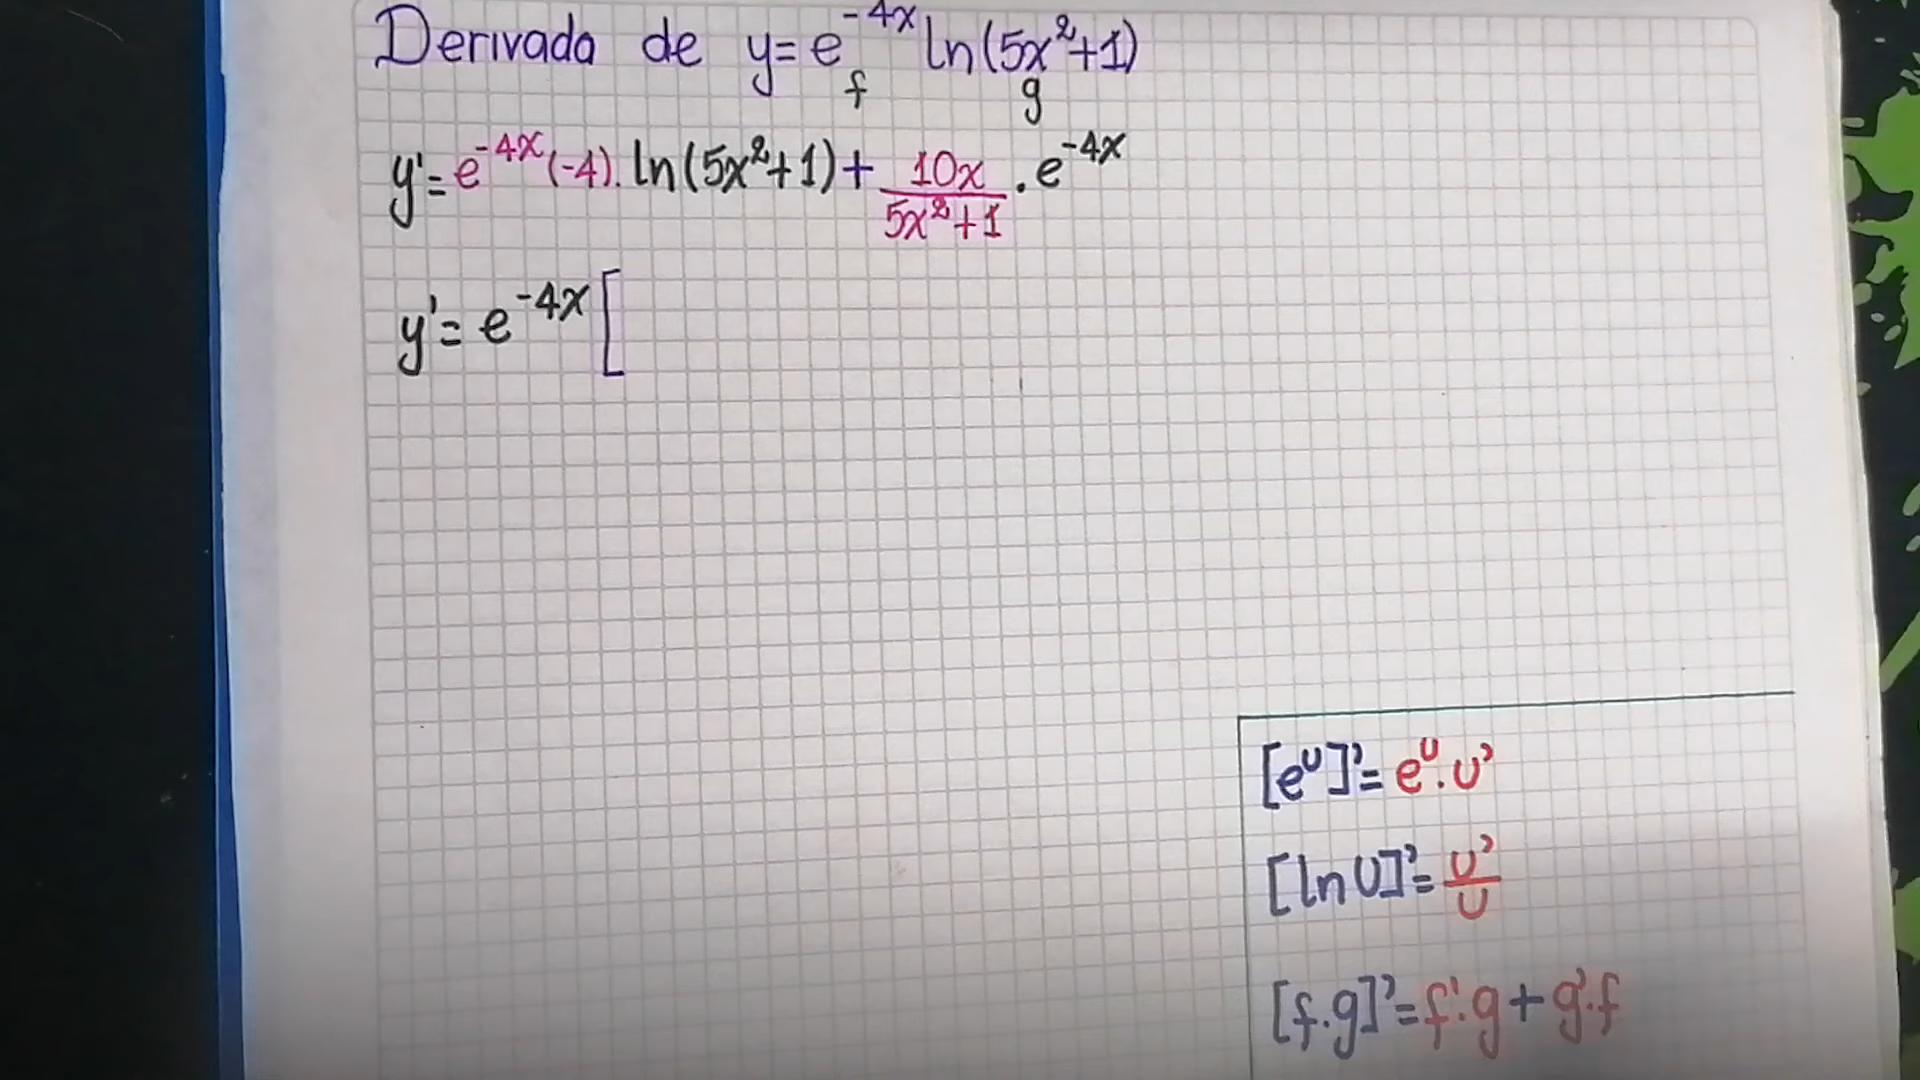 Derivada de y=e^-4x ln(5x²+1)
f g
y'=e^-4x(-4).ln(5x²+1)+10x/5x²+1 . e^-4x
y'=e^-4x[
[e^U]'=e^U.U'
[ln U]'=U'/U
[f.g]'=f'.g+g'.f